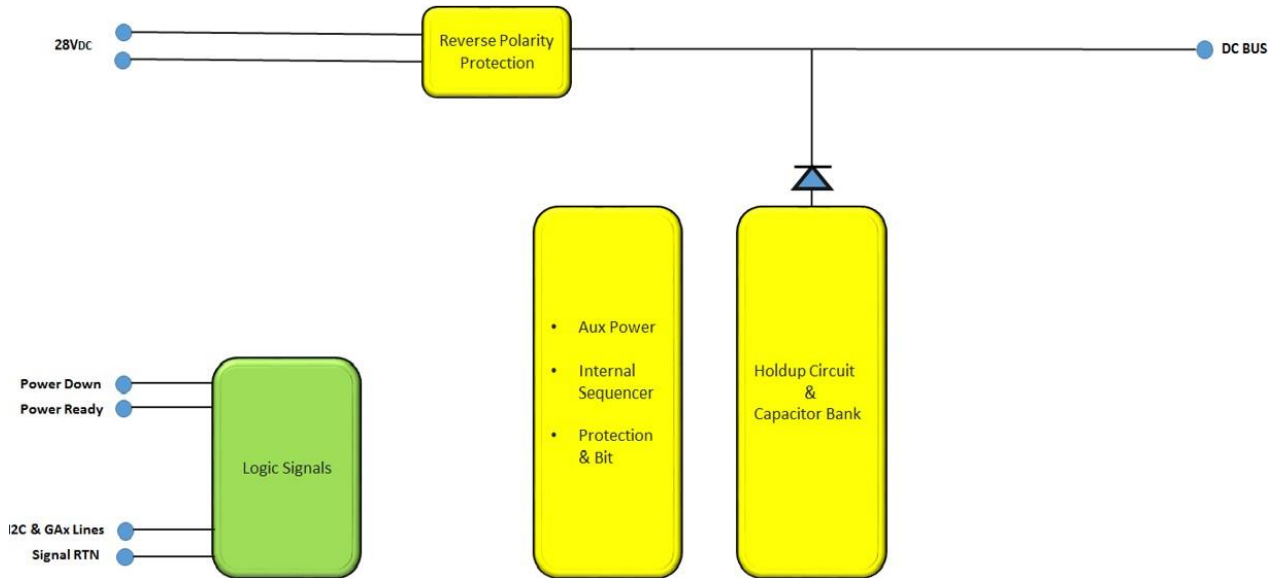 28VDC
Reverse Polarity
Protection
DC BUS
Power Down
Power Ready
Logic Signals
I2C & GAx Lines
Signal RTN
• Aux Power
• Internal
Sequencer
• Protection
& Bit
Holdup Circuit
&
Capacitor Bank